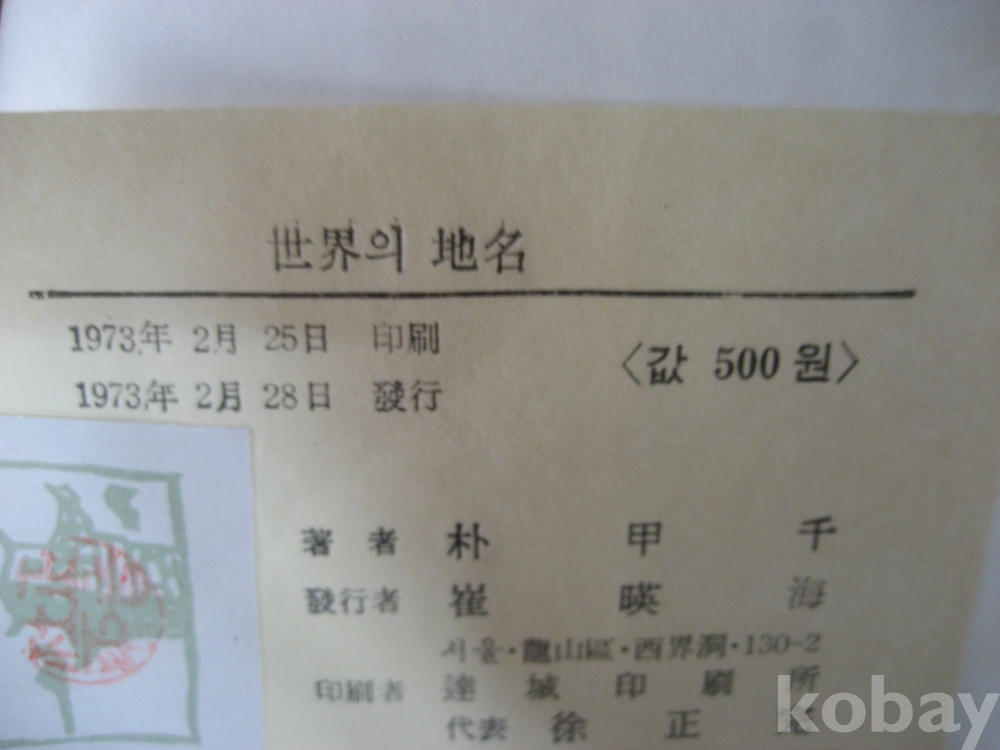 世界의 地名
1973年 2月 25日 印刷
〈값 500원〉
1973年 2月 28日 發行
著者 朴甲千
發行者 崔暎海
서울·龍山區·西界洞·130-2
印刷者 達城印刷所
代表 徐正
kobay